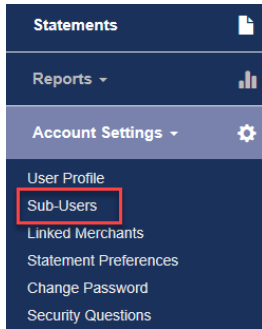 Statements
Reports
Account Settings
User Profile
Sub-Users
Linked Merchants
Statement Preferences
Change Password
Security Questions